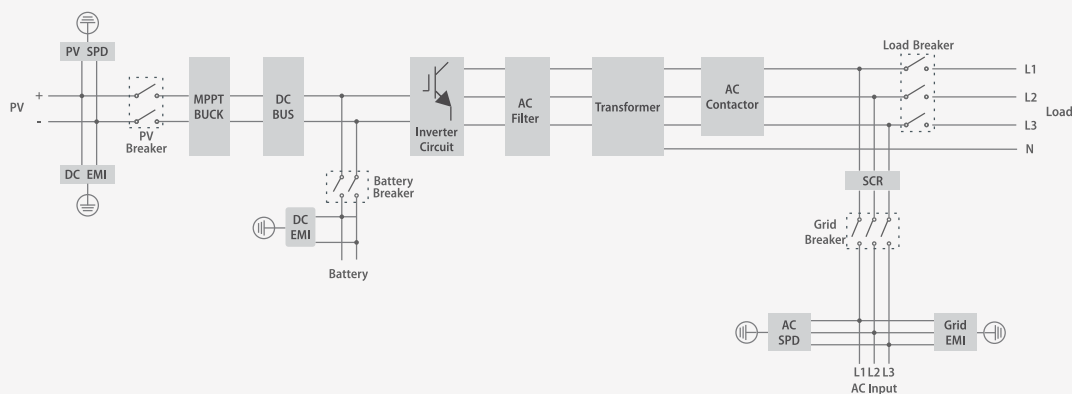 PV SPD
PV
+
-
PV
Breaker
DC EMI
MPPT
BUCK
DC
BUS
Battery
Breaker
DC
EMI
Battery
Inverter
Circuit
AC
Filter
Transformer
AC
Contactor
Load Breaker
L1
L2
L3
N
Load
SCR
Grid
Breaker
AC
SPD
Grid
EMI
L1 L2 L3
AC Input